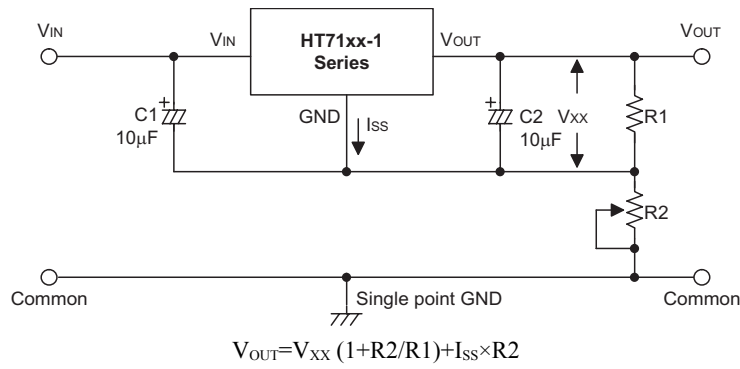 VIN VIN HT71xx-1 VOUT VOUT
Series
C1 GND ISS C2 VXX R1
10μF 10μF
R2
Common Single point GND Common
VOUT=VXX (1+R2/R1)+ISS×R2